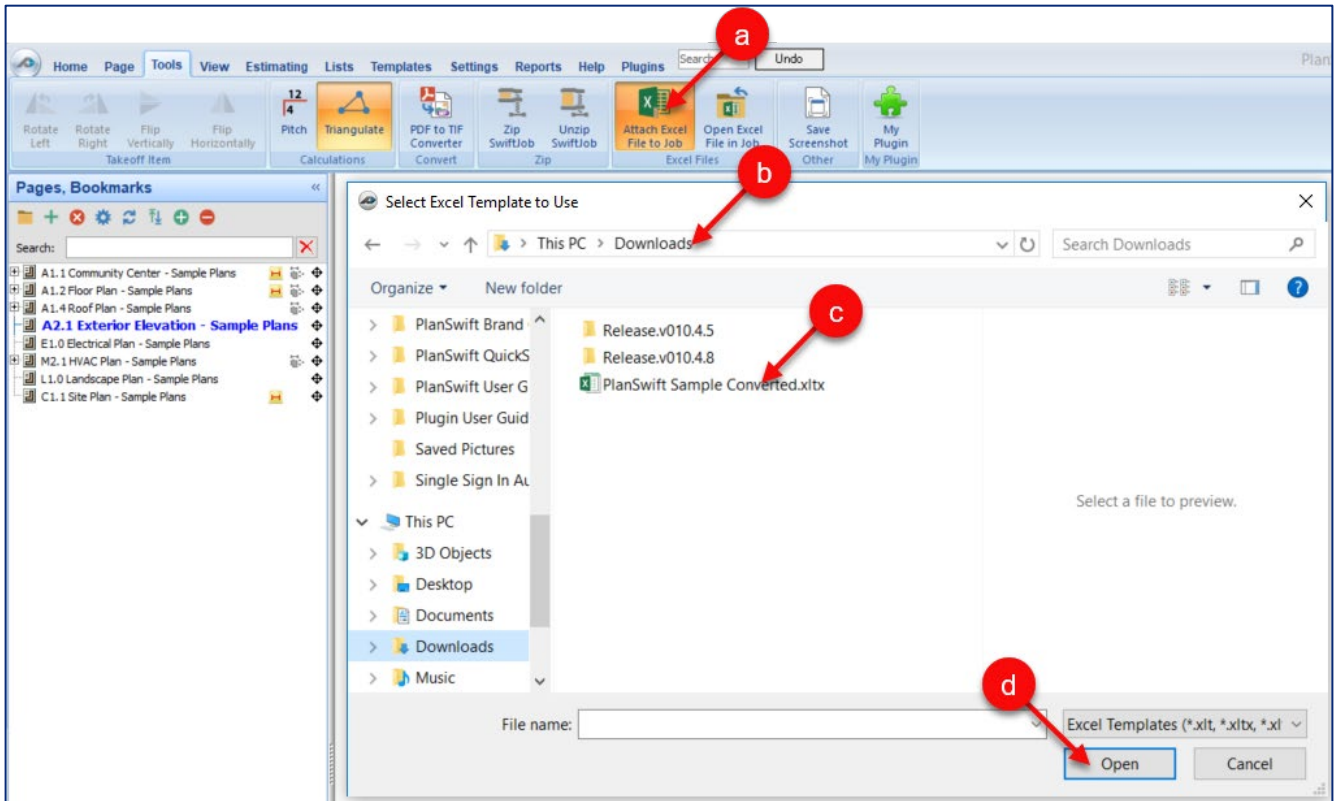 a
Search Undo
Home Page Tools View Estimating Lists Templates Settings Reports Help Plugins
Plan
12
4
Rotate Left Rotate Right Flip Vertically Flip Horizontally Pitch Triangulate PDF to TIF Converter Zip SwiftJob Unzip SwiftJob Attach Excel File to Job Open Excel File in Job Save Screenshot My Plugin
Takeoff Item Calculations Convert Zip Excel Files Other My Plugin
b
Pages, Bookmarks
Search:
A1.1 Community Center - Sample Plans
A1.2 Floor Plan - Sample Plans
A1.4 Roof Plan - Sample Plans
A2.1 Exterior Elevation - Sample Plans
E1.0 Electrical Plan - Sample Plans
M2.1 HVAC Plan - Sample Plans
L1.0 Landscape Plan - Sample Plans
C1.1 Site Plan - Sample Plans
Select Excel Template to Use
This PC > Downloads
Search Downloads
Organize New folder
c
PlanSwift Brand
PlanSwift QuickS
PlanSwift User G
Plugin User Guid
Saved Pictures
Single Sign In Au
This PC
3D Objects
Desktop
Documents
Downloads
Music
Release.v010.4.5
Release.v010.4.8
PlanSwift Sample Converted.xltx
Select a file to preview.
d
File name:
Excel Templates (*.xlt, *.xltx, *.xl
Open Cancel